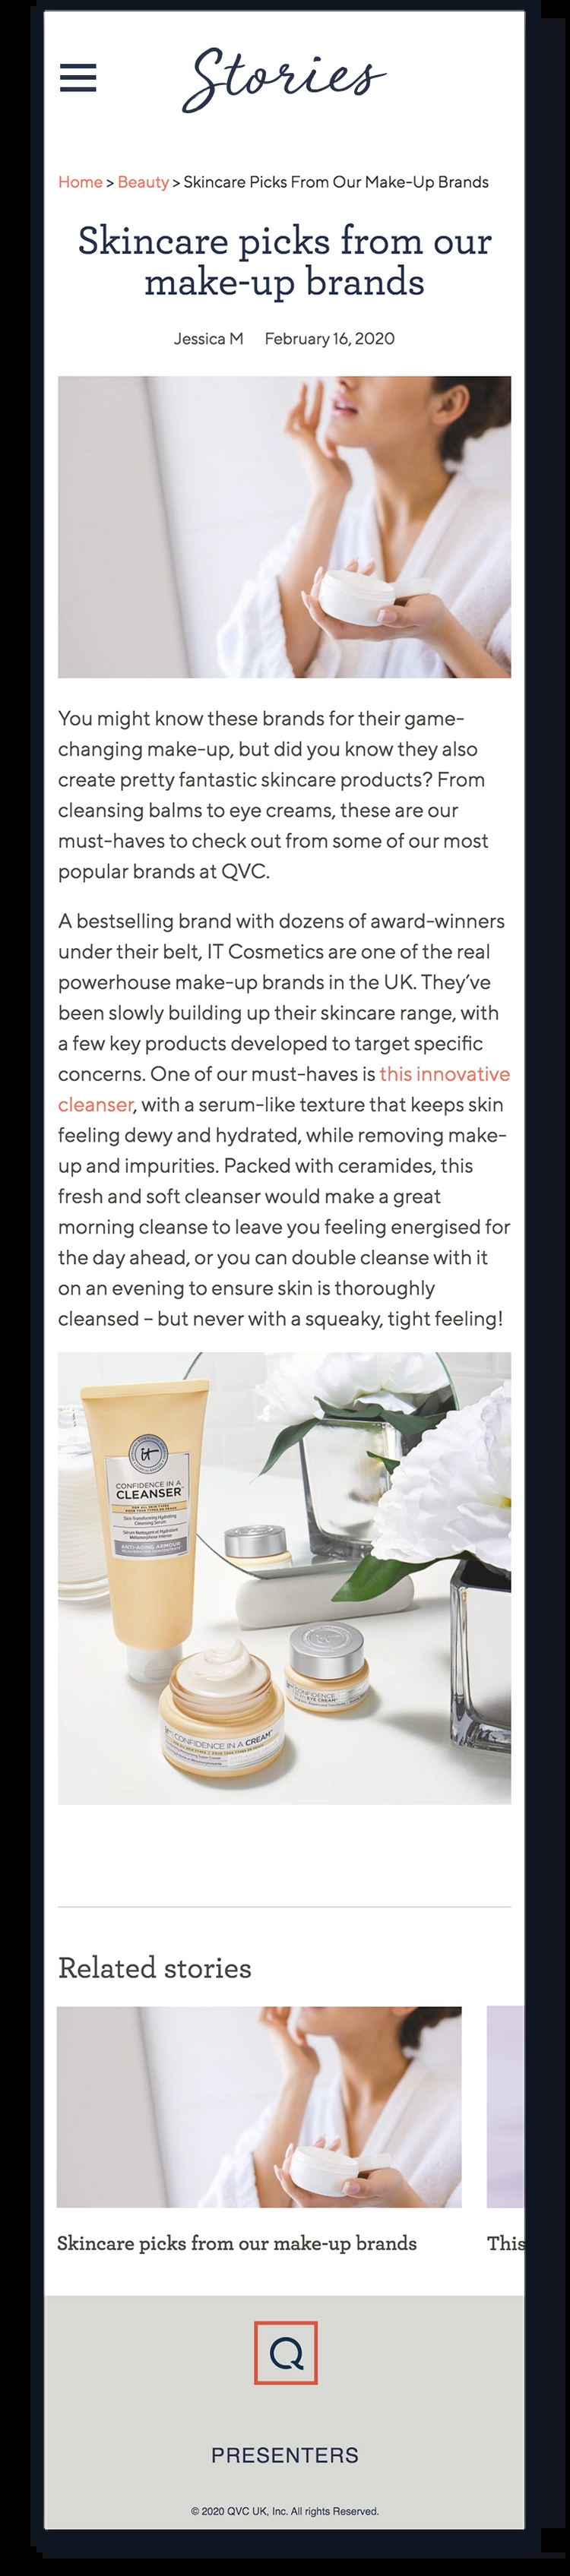 Stories
Home > Beauty > Skincare Picks From Our Make-Up Brands
Skincare picks from our
make-up brands
Jessica M February 16, 2020
You might know these brands for their game-
changing make-up, but did you know they also
create pretty fantastic skincare products? From
cleansing balms to eye creams, these are our
must-haves to check out from some of our most
popular brands at QVC.
A bestselling brand with dozens of award-winners
under their belt, IT Cosmetics are one of the real
powerhouse make-up brands in the UK. They've
been slowly building up their skincare range, with
a few key products developed to target specific
concerns. One of our must-haves is this innovative
cleanser, with a serum-like texture that keeps skin
feeling dewy and hydrated, while removing make-
up and impurities. Packed with ceramides, this
fresh and soft cleanser would make a great
morning cleanse to leave you feeling energised for
the day ahead, or you can double cleanse with it
on an evening to ensure skin is thoroughly
cleansed – but never with a squeaky, tight feeling!
it
CONFIDENCE IN A
CLEANSER™
Skin-Transforming Hydrating
Cleansing Serum
ANTI-AGING ARMOUR
CONFIDENCE
EYE CREAM
CONFIDENCE IN A CREAM™
Related stories
Skincare picks from our make-up brands
This
Q
PRESENTERS
© 2020 QVC UK, Inc. All rights Reserved.